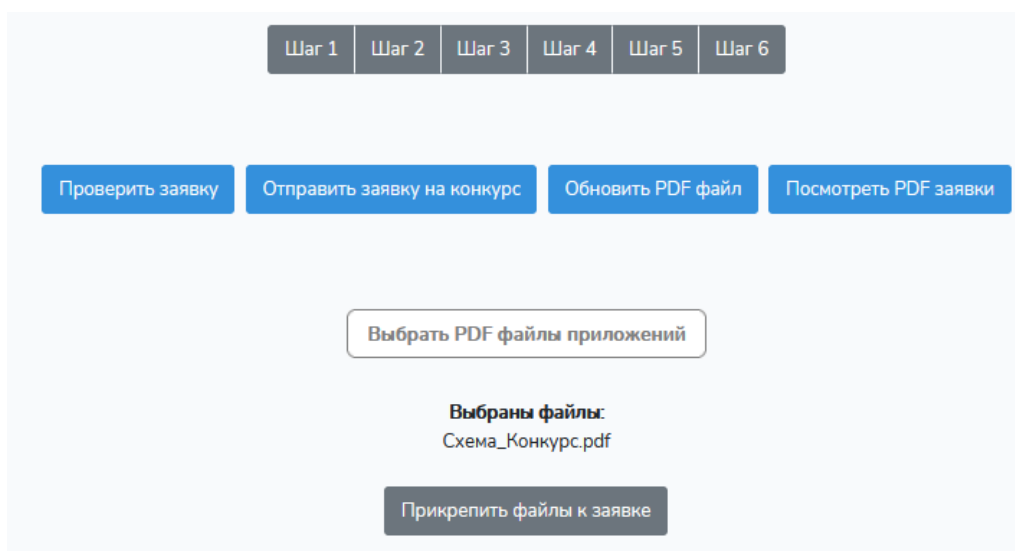 Шаг 1 Шаг 2 Шаг 3 Шаг 4 Шаг 5 Шаг 6
Проверить заявку Отправить заявку на конкурс Обновить PDF файл Посмотреть PDF заявки
Выбрать PDF файлы приложений
Выбраны файлы:
Схема_Конкурс.pdf
Прикрепить файлы к заявке